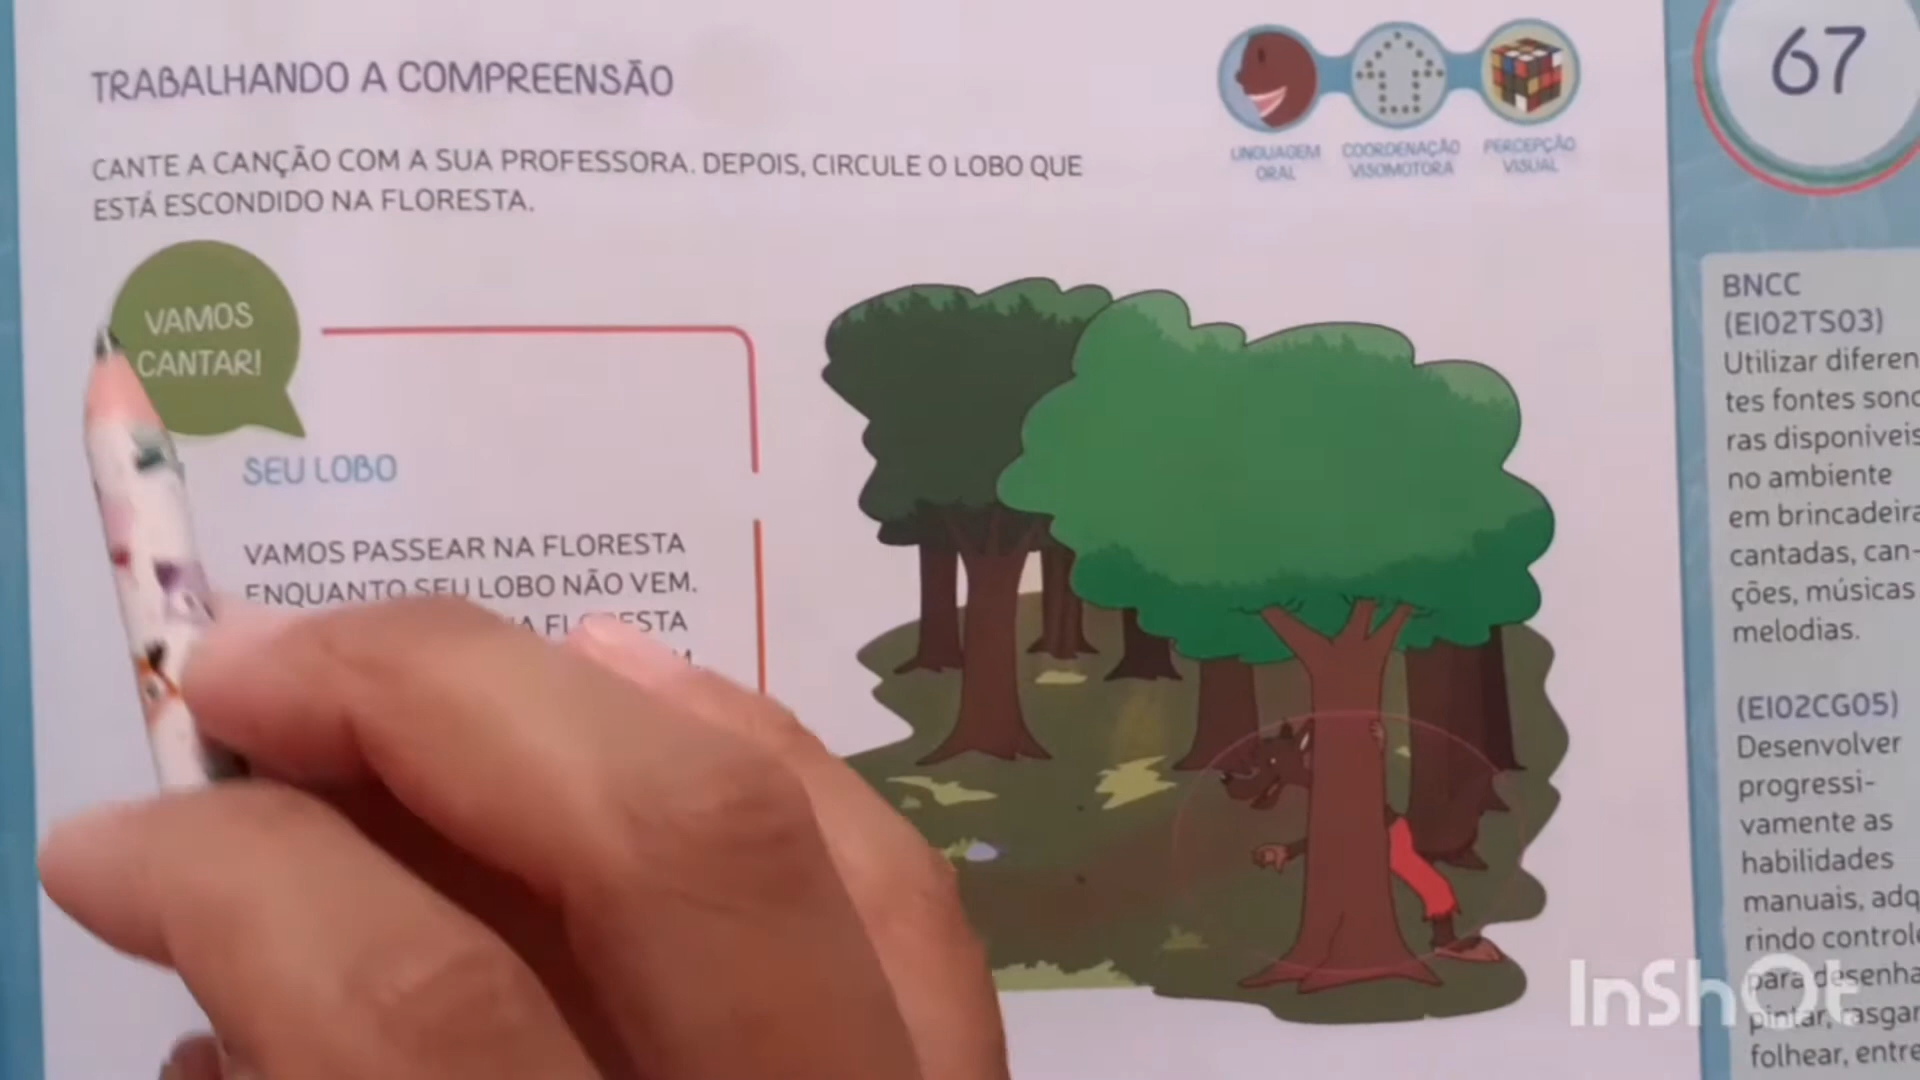 TRABALHANDO A COMPREENSÃO
LINGUAGEM
ORAL
COORDENAÇÃO
VISOMOTORA
PERCEPÇÃO
VISUAL
67
CANTE A CANÇÃO COM A SUA PROFESSORA. DEPOIS, CIRCULE O LOBO QUE
ESTÁ ESCONDIDO NA FLORESTA.
VAMOS
CANTAR!
SEU LOBO
VAMOS PASSEAR NA FLORESTA
ENQUANTO SEU LOBO NÃO VEM.
BNCC
(EI02TS03)
Utilizar diferen
tes fontes sono
ras disponíveis
no ambiente
em brincadeira
cantadas, can-
ções, músicas
melodias.
(EI02CG05)
Desenvolver
progressi-
vamente as
habilidades
manuais, adq
rindo controle
para desenha
pintar, rasgar
folhear, entre
InShOt